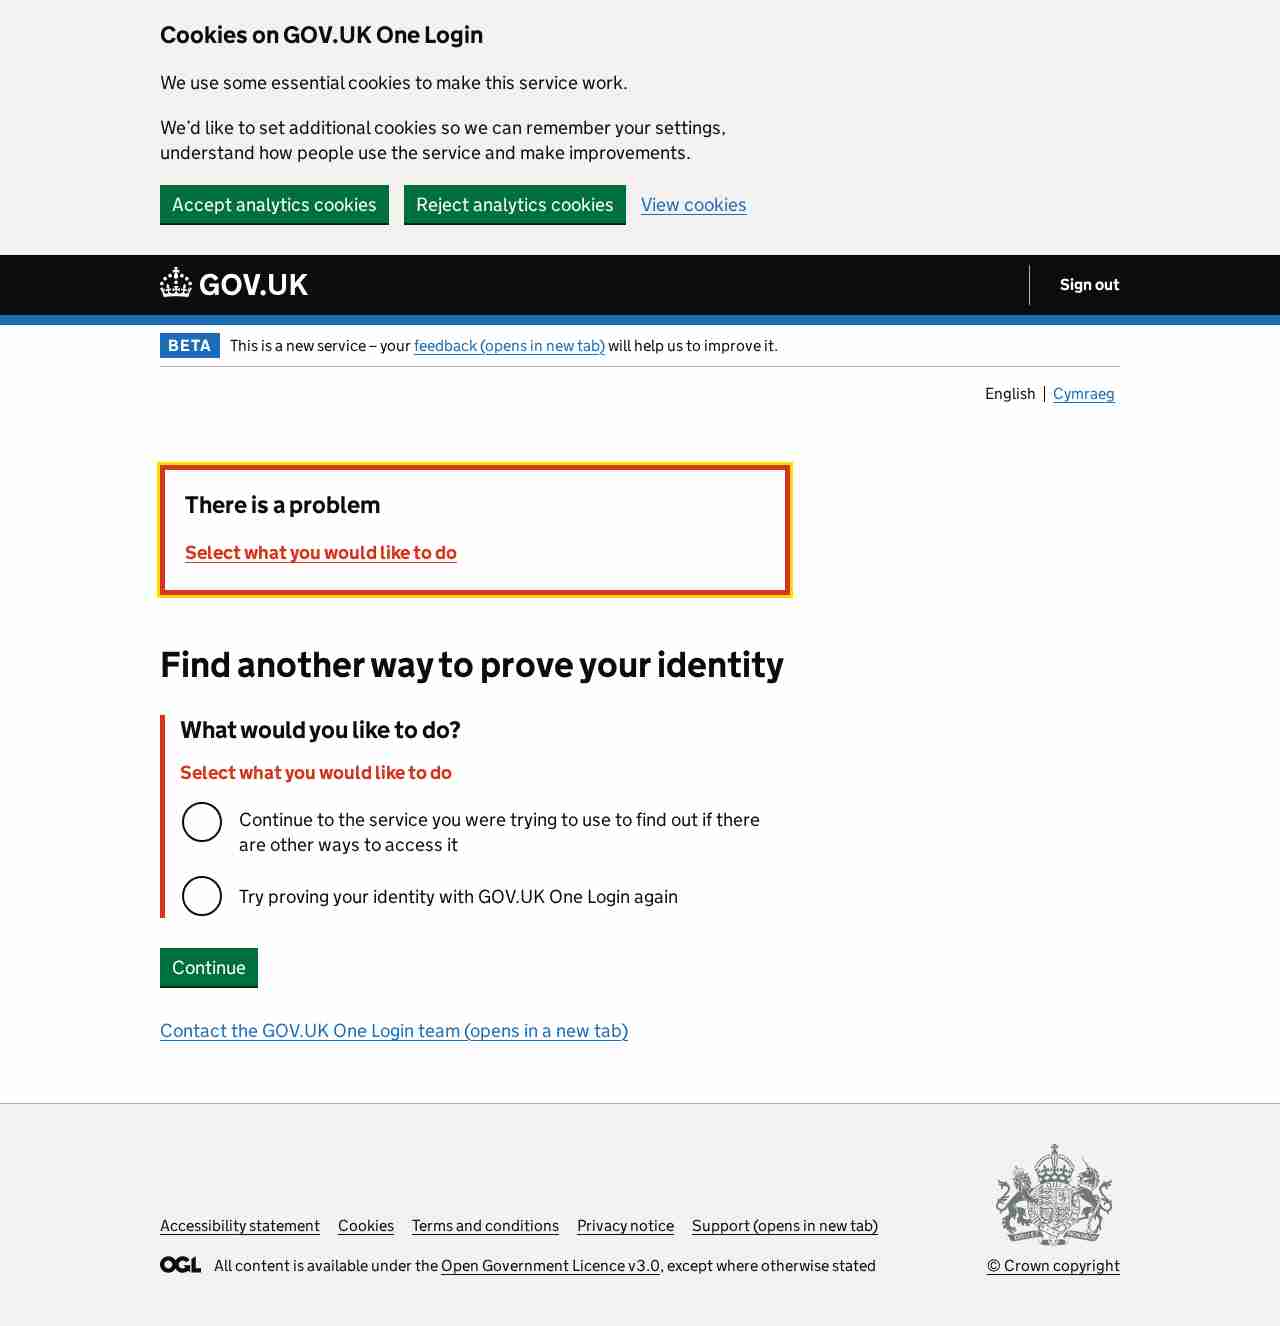 Cookies on GOV.UK One Login
We use some essential cookies to make this service work.
We’d like to set additional cookies so we can remember your settings,
understand how people use the service and make improvements.
Accept analytics cookies
Reject analytics cookies
View cookies
GOV.UK
Sign out
BETA
This is a new service – your feedback (opens in new tab) will help us to improve it.
English
Cymraeg
There is a problem
Select what you would like to do
Find another way to prove your identity
What would you like to do?
Select what you would like to do
Continue to the service you were trying to use to find out if there
are other ways to access it
Try proving your identity with GOV.UK One Login again
Continue
Contact the GOV.UK One Login team (opens in a new tab)
Accessibility statement
Cookies
Terms and conditions
Privacy notice
Support (opens in new tab)
OGL
All content is available under the Open Government Licence v3.0, except where otherwise stated
© Crown copyright